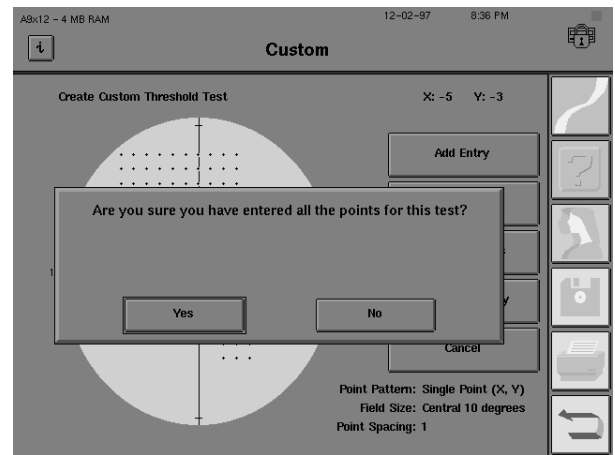 A9x12 – 4 MB RAM 12–02–97 8:36 PM
i
Custom
Create Custom Threshold Test X: –5 Y: –3
Add Entry
Are you sure you have entered all the points for this test?
1
Yes No
Cancel
Point Pattern: Single Point (X, Y)
Field Size: Central 10 degrees
Point Spacing: 1